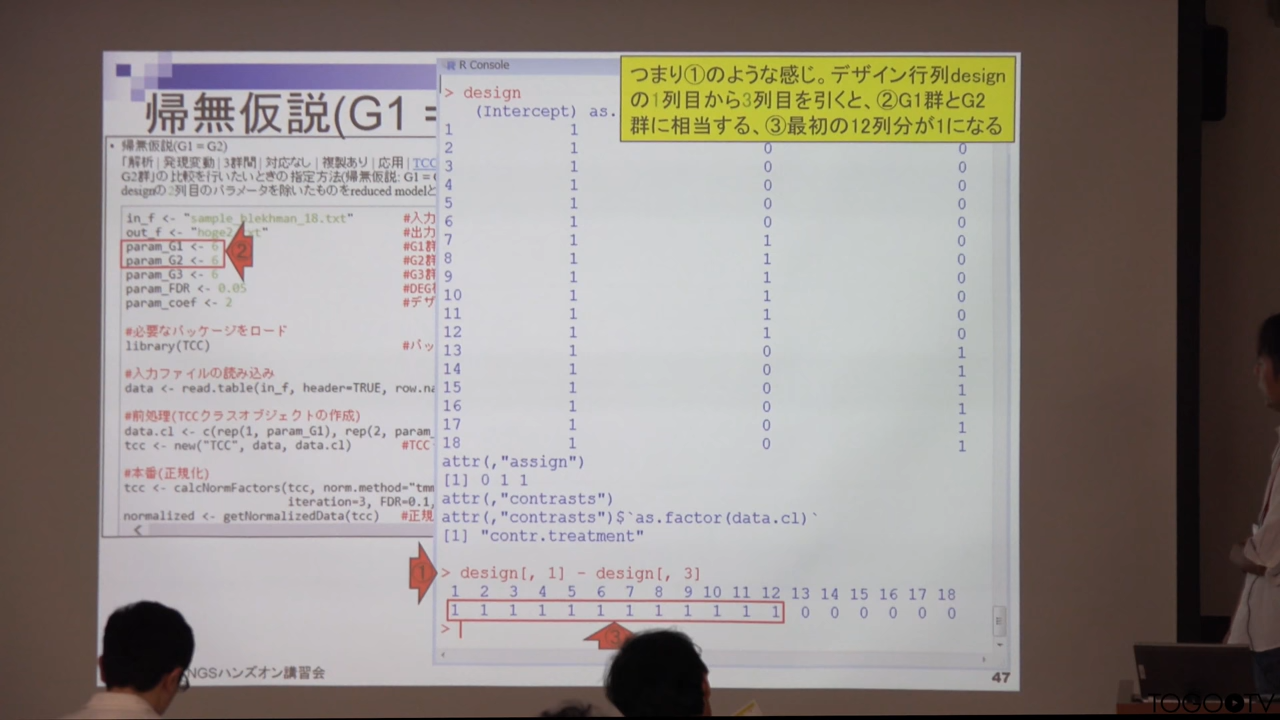 帰無仮説(G1 =
・帰無仮説(G1 = G2)
「解析 | 発現変動 | 3群間 | 対応なし | 複製あり | 応用 | TCC
G2群」の比較を行いたいときの指定方法(帰無仮説: G1 =
designの2列目のパラメータを除いたものをreduced modelと
in_f <- "sample_blekhman_18.txt" #入力
out_f <- "hoge2.txt" #出力
param_G1 <- 6 #G1群
param_G2 <- 6 #G2群
param_G3 <- 6 #G3群
param_FDR <- 0.05 #DEG
param_coef <- 2 #デザ
②
#必要なパッケージをロード
library(TCC) #パッ
#入力ファイルの読み込み
data <- read.table(in_f, header=TRUE, row.na
#前処理(TCCクラスオブジェクトの作成)
data.cl <- c(rep(1, param_G1), rep(2, param_
tcc <- new("TCC", data, data.cl) #TCC
#本番(正規化)
tcc <- calcNormFactors(tcc, norm.method="tmm
iteration=3, FDR=0.1,
normalized <- getNormalizedData(tcc) #正規
NGSハンズオン講習会
R Console
つまり①のような感じ。デザイン行列design
の1列目から3列目を引くと、②G1群とG2
群に相当する、③最初の12列分が1になる
> design
(Intercept) as.
1 1
2 1 0 0
3 1 0 0
4 1 0 0
5 1 0 0
6 1 0 0
7 1 1 0
8 1 1 0
9 1 1 0
10 1 1 0
11 1 1 0
12 1 1 0
13 1 0 1
14 1 0 1
15 1 0 1
16 1 0 1
17 1 0 1
18 1 0 1
attr(,"assign")
[1] 0 1 1
attr(,"contrasts")
attr(,"contrasts")$`as.factor(data.cl)`
[1] "contr.treatment"
①
> design[, 1] - design[, 3]
1 2 3 4 5 6 7 8 9 10 11 12 13 14 15 16 17 18
1 1 1 1 1 1 1 1 1 1 1 1 0 0 0 0 0 0
>
③
47
TOGOTV